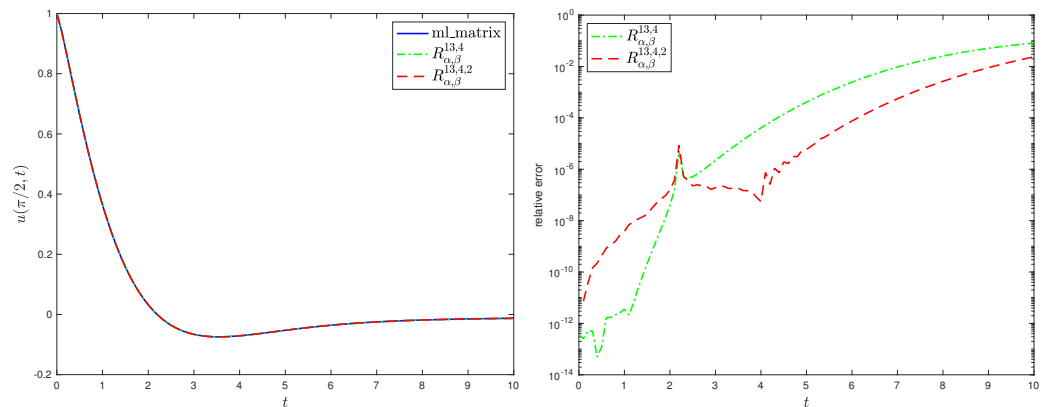 1
0.8
0.6
0.4
0.2
0
-0.2
0 1 2 3 4 5 6 7 8 9 10
t
u(π/2, t)
ml_matrix
R^{13,4}_{α,β}
R^{13,4,2}_{α,β}
10^0
10^{-2}
10^{-4}
10^{-6}
10^{-8}
10^{-10}
10^{-12}
10^{-14}
0 1 2 3 4 5 6 7 8 9 10
t
relative error
R^{13,4}_{α,β}
R^{13,4,2}_{α,β}